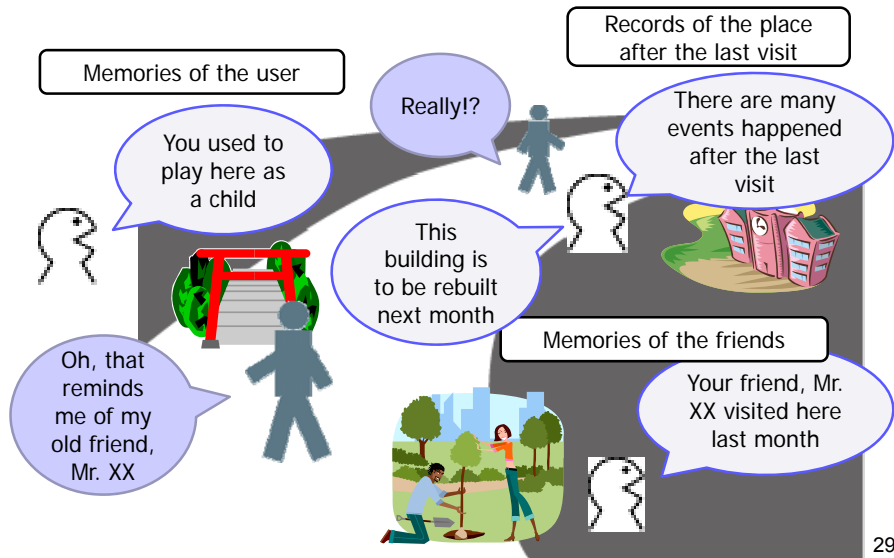 Memories of the user
Records of the place
after the last visit
You used to
play here as
a child
Really!?
There are many
events happened
after the last
visit
This
building is
to be rebuilt
next month
Oh, that
reminds
me of my
old friend,
Mr. XX
Memories of the friends
Your friend, Mr.
XX visited here
last month
29